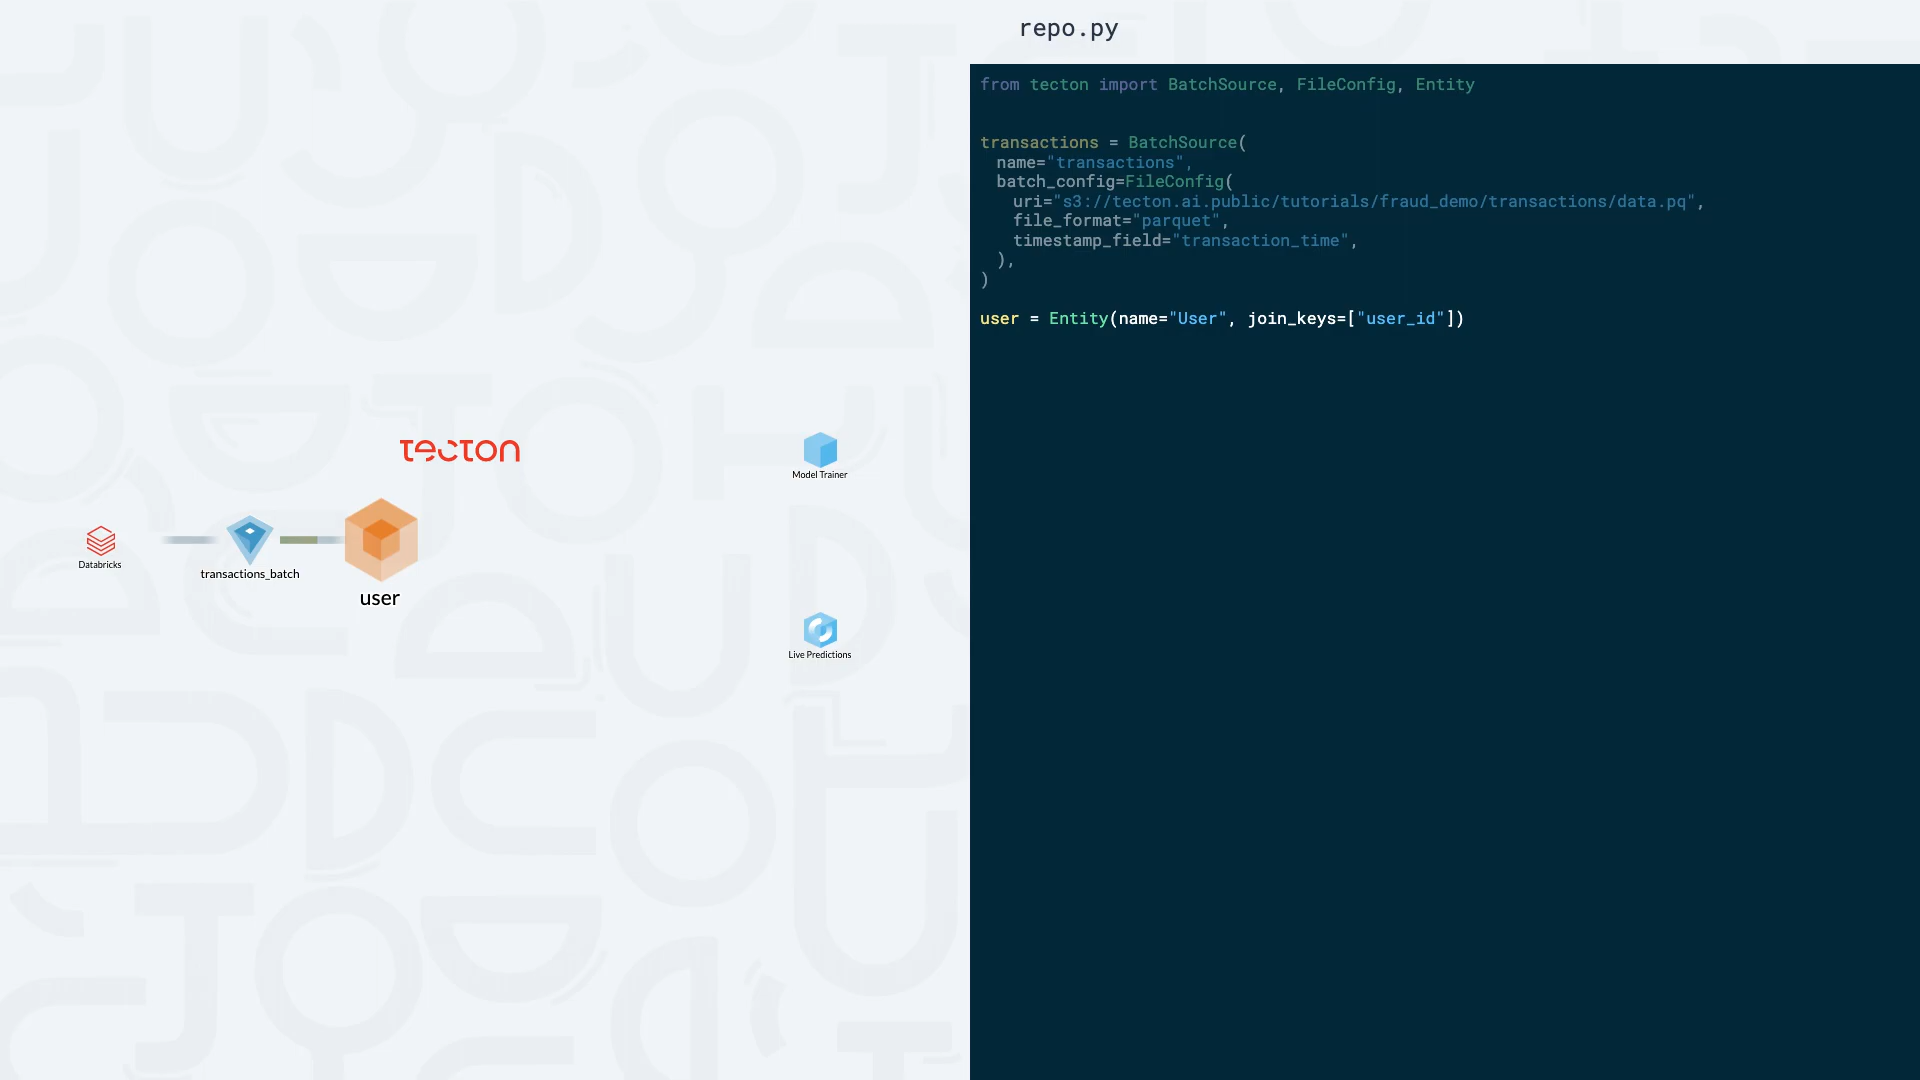 repo.py
from tecton import BatchSource, FileConfig, Entity
transactions = BatchSource(
  name="transactions",
  batch_config=FileConfig(
    uri="s3://tecton.ai.public/tutorials/fraud_demo/transactions/data.pq",
    file_format="parquet",
    timestamp_field="transaction_time",
  ),
)
user = Entity(name="User", join_keys=["user_id"])
tecton
Model Trainer
Databricks
transactions_batch
user
Live Predictions